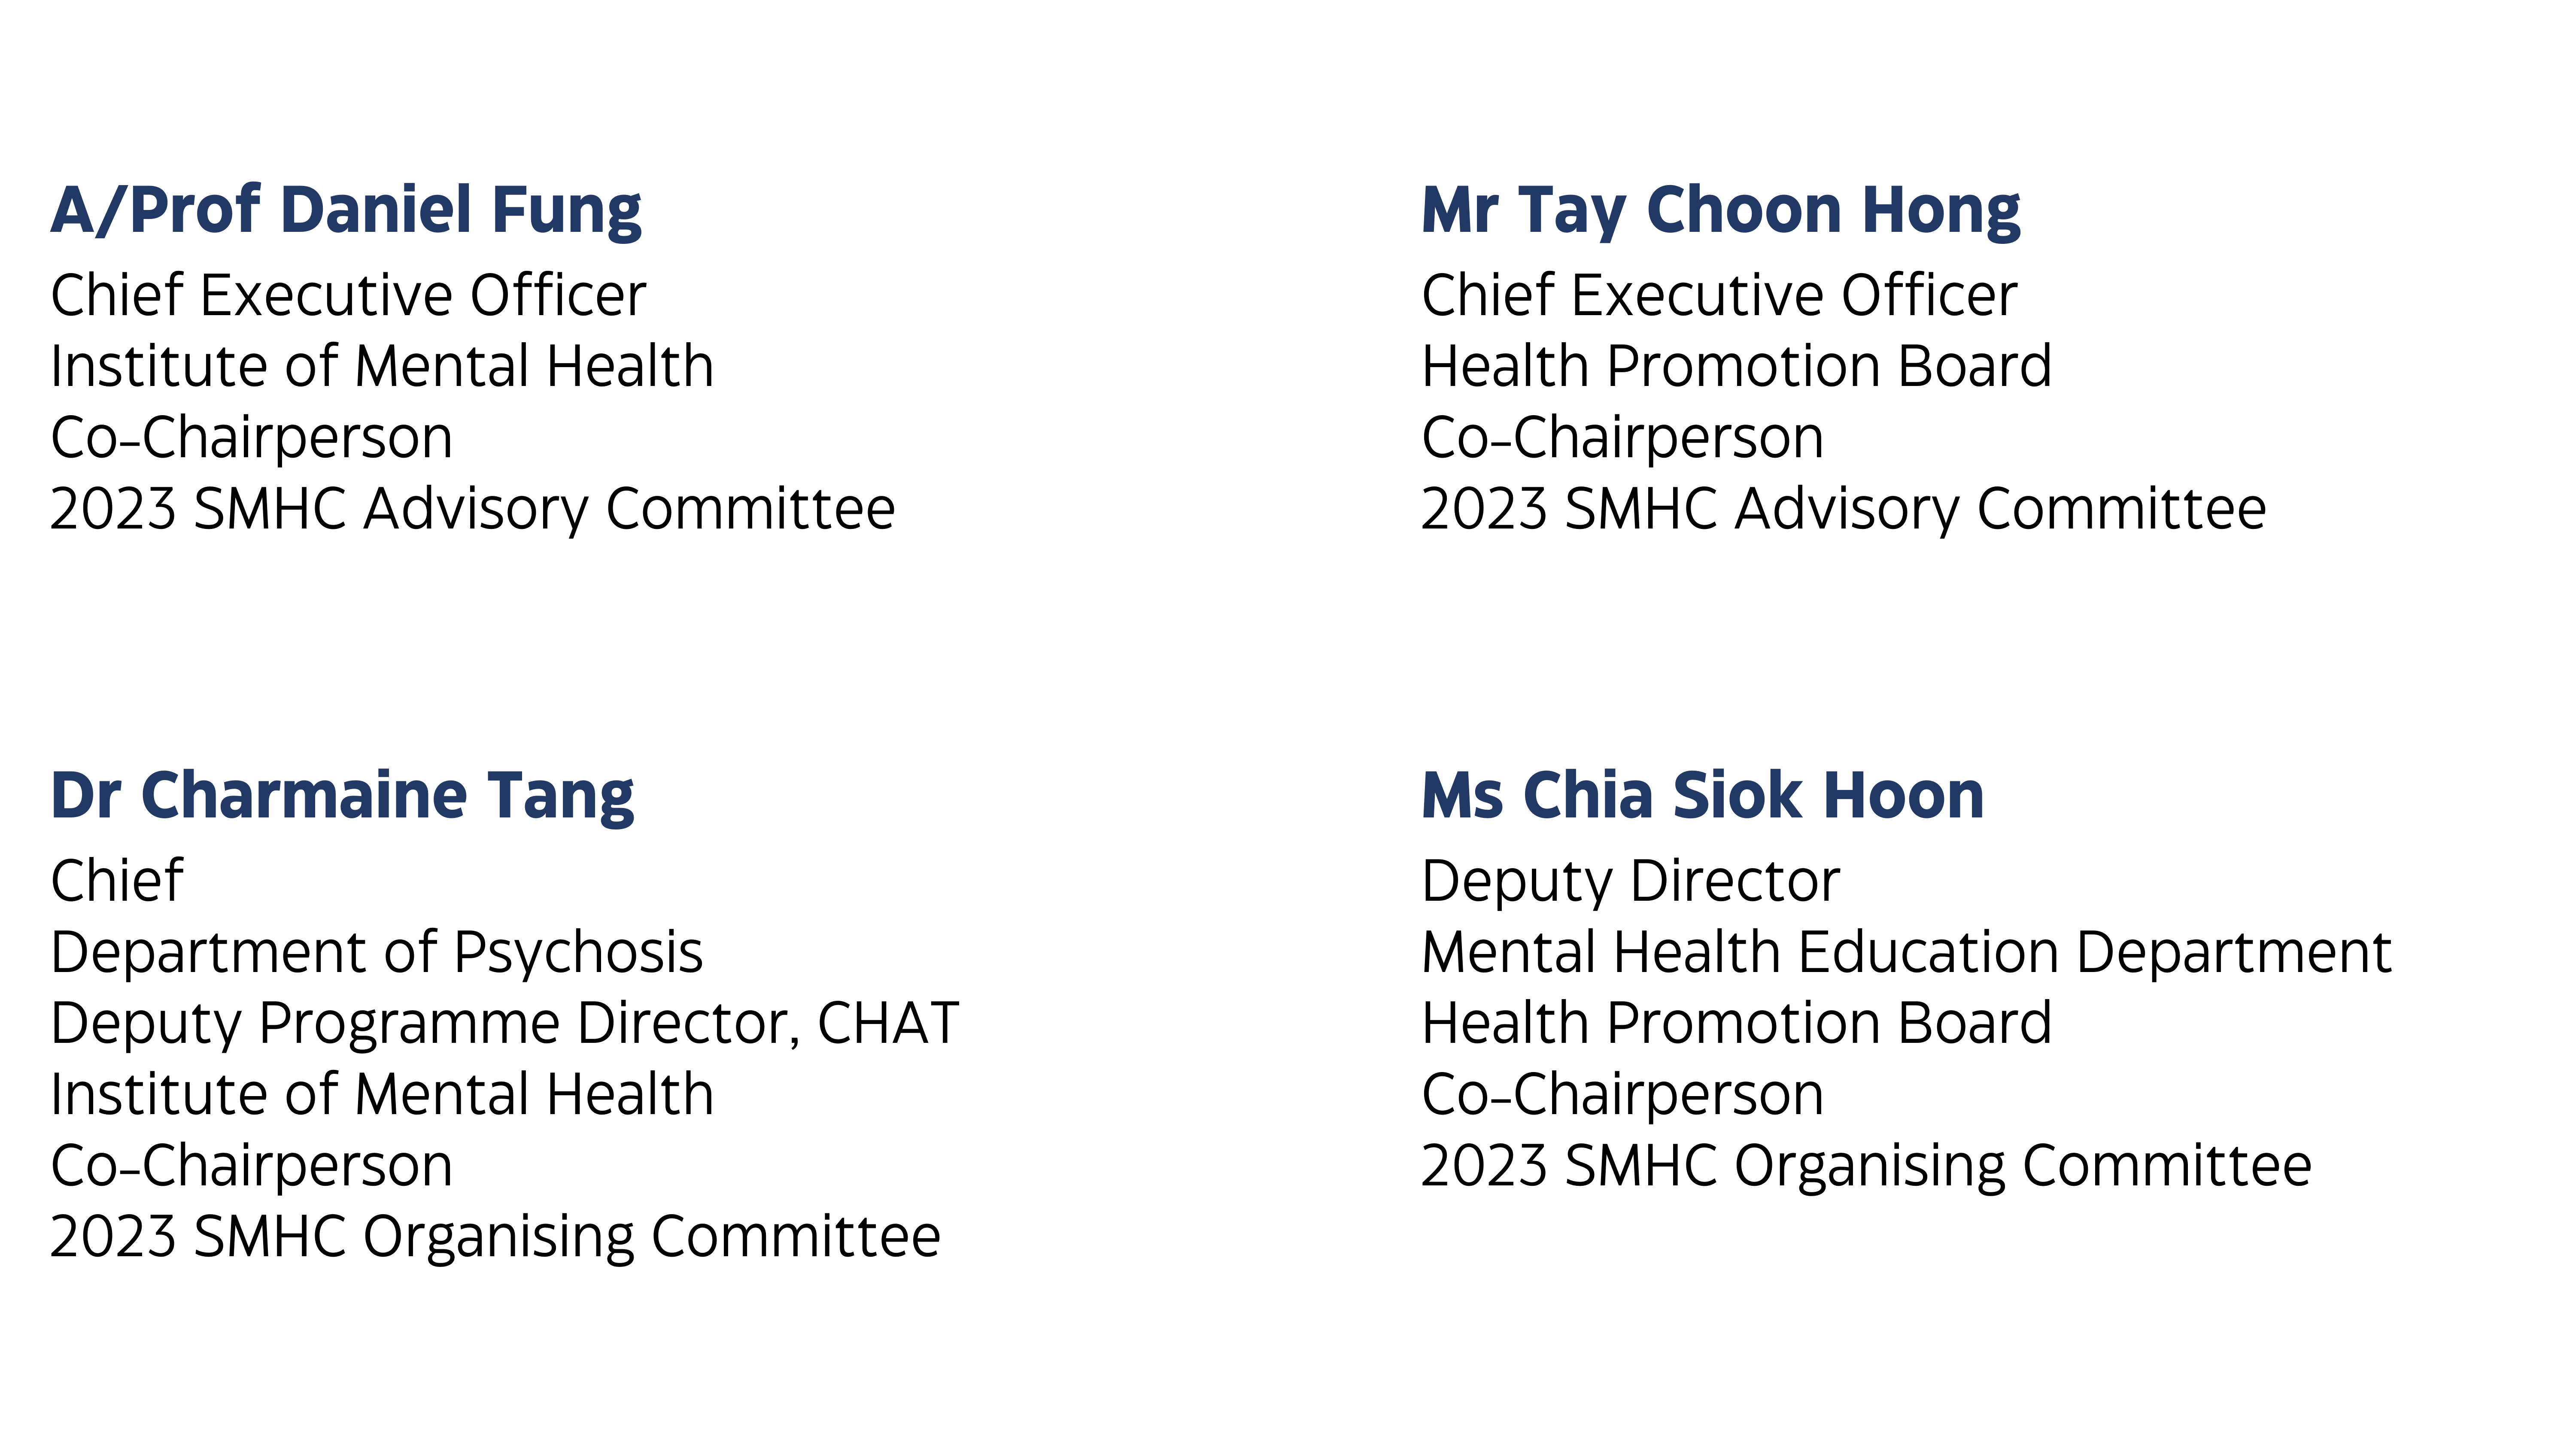 A/Prof Daniel Fung
Chief Executive Officer
Institute of Mental Health
Co-Chairperson
2023 SMHC Advisory Committee
Mr Tay Choon Hong
Chief Executive Officer
Health Promotion Board
Co-Chairperson
2023 SMHC Advisory Committee
Dr Charmaine Tang
Chief
Department of Psychosis
Deputy Programme Director, CHAT
Institute of Mental Health
Co-Chairperson
2023 SMHC Organising Committee
Ms Chia Siok Hoon
Deputy Director
Mental Health Education Department
Health Promotion Board
Co-Chairperson
2023 SMHC Organising Committee